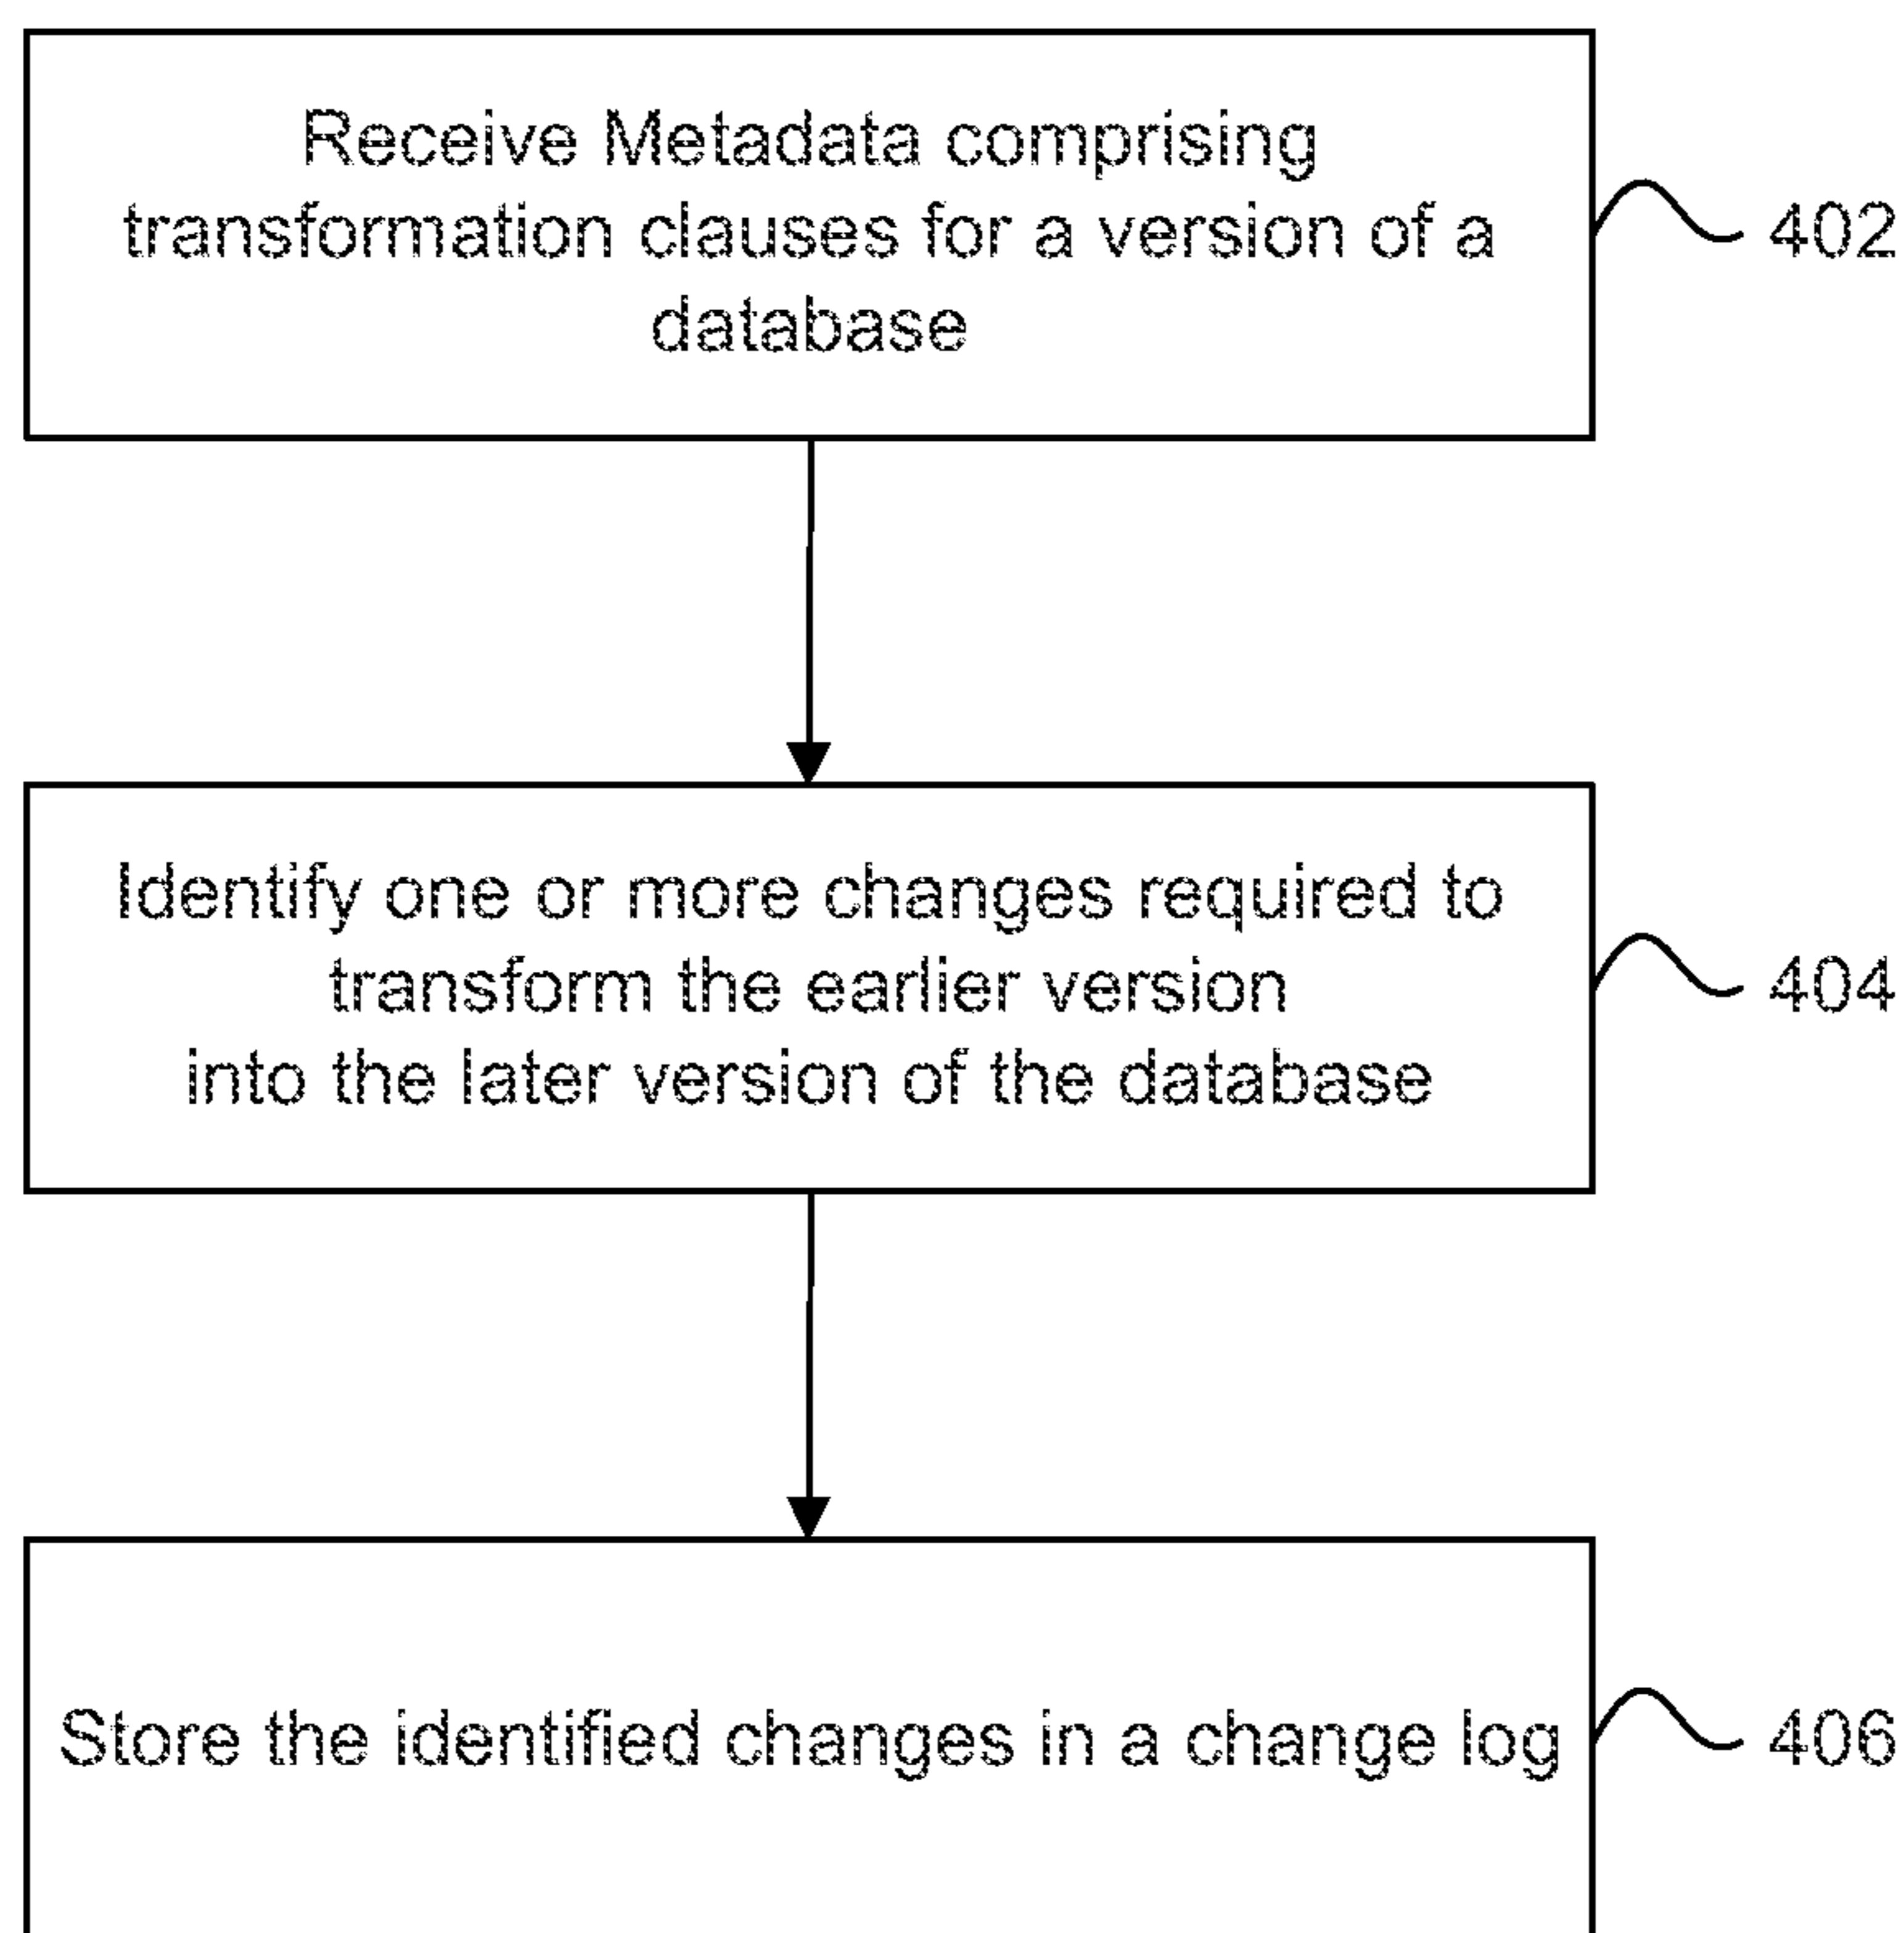 Receive Metadata comprising
transformation clauses for a version of a
database
402
Identify one or more changes required to
transform the earlier version
into the later version of the database
404
Store the identified changes in a change log
406